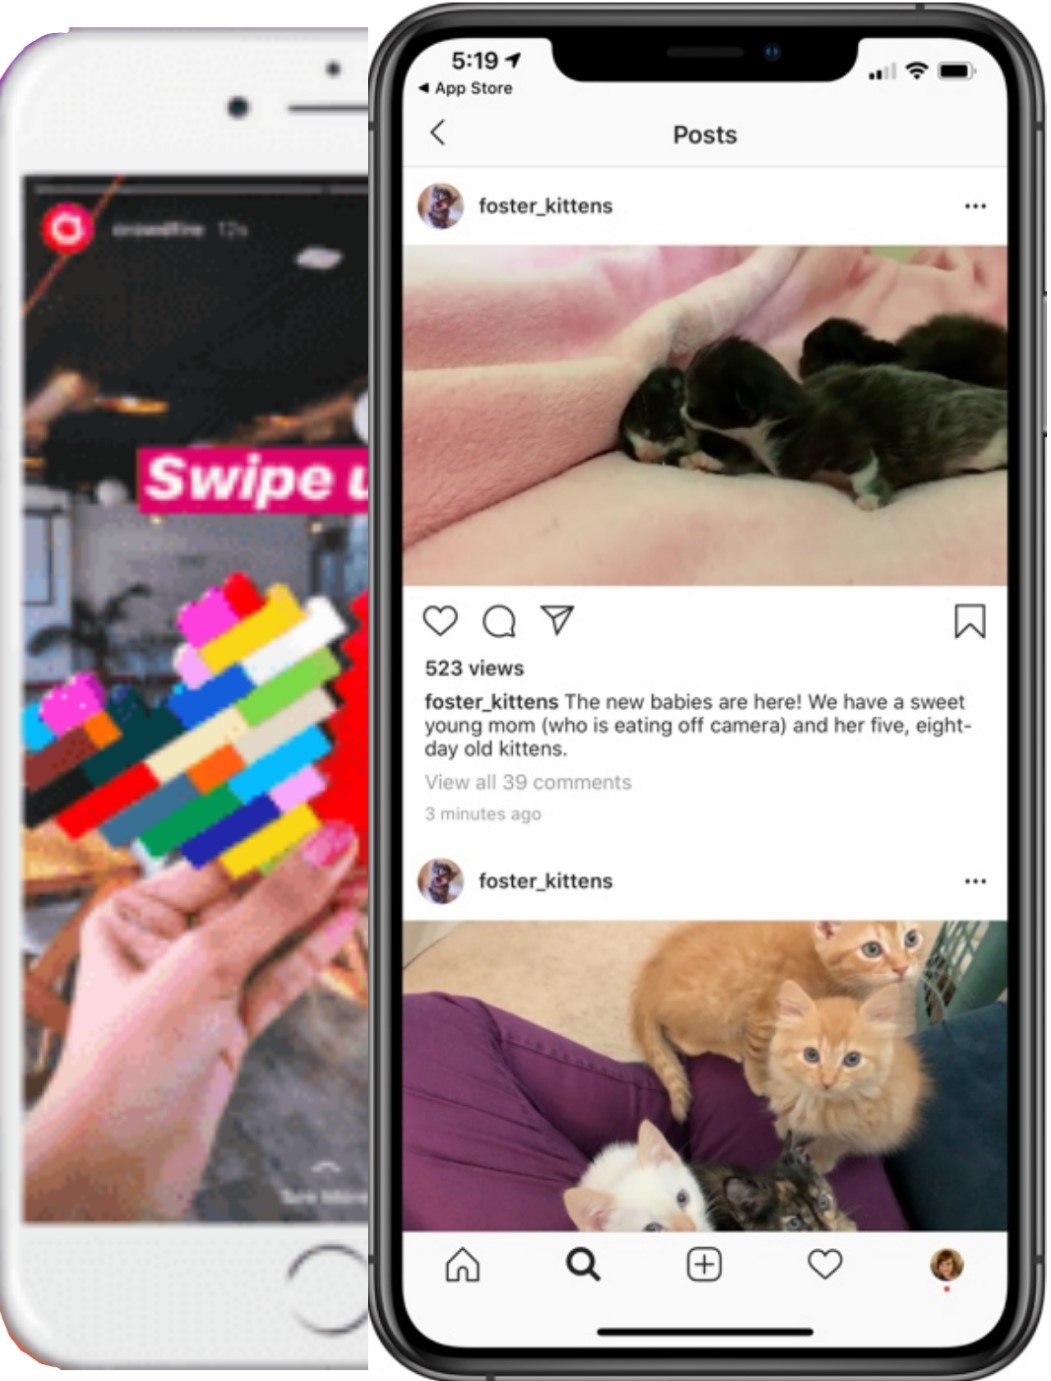 crowdfire 12s
Swipe u
See More
5:19
App Store
Posts
foster_kittens
523 views
foster_kittens The new babies are here! We have a sweet
young mom (who is eating off camera) and her five, eight-
day old kittens.
View all 39 comments
3 minutes ago
foster_kittens